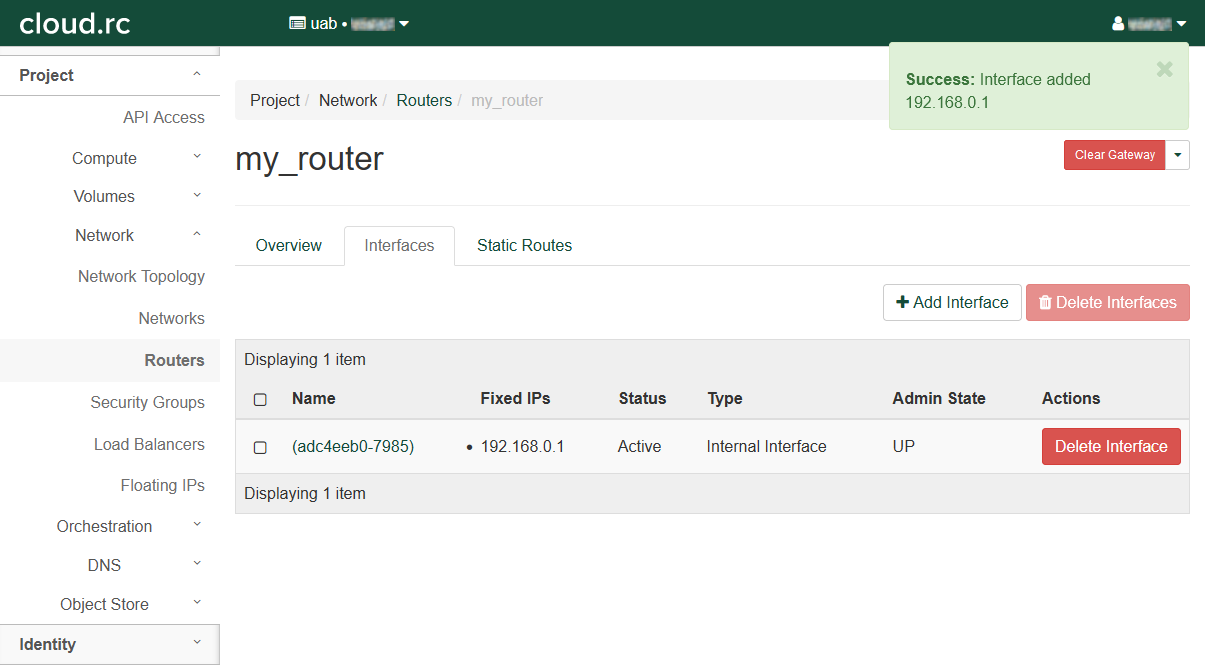 cloud.rc
uab •
Success: Interface added
192.168.0.1
Project
API Access
Compute
Volumes
Network
Network Topology
Networks
Routers
Security Groups
Load Balancers
Floating IPs
Orchestration
DNS
Object Store
Identity
Project / Network / Routers / my_router
my_router
Clear Gateway
Overview Interfaces Static Routes
Add Interface Delete Interfaces
Displaying 1 item
Name Fixed IPs Status Type Admin State Actions
(adc4eeb0-7985) • 192.168.0.1 Active Internal Interface UP Delete Interface
Displaying 1 item